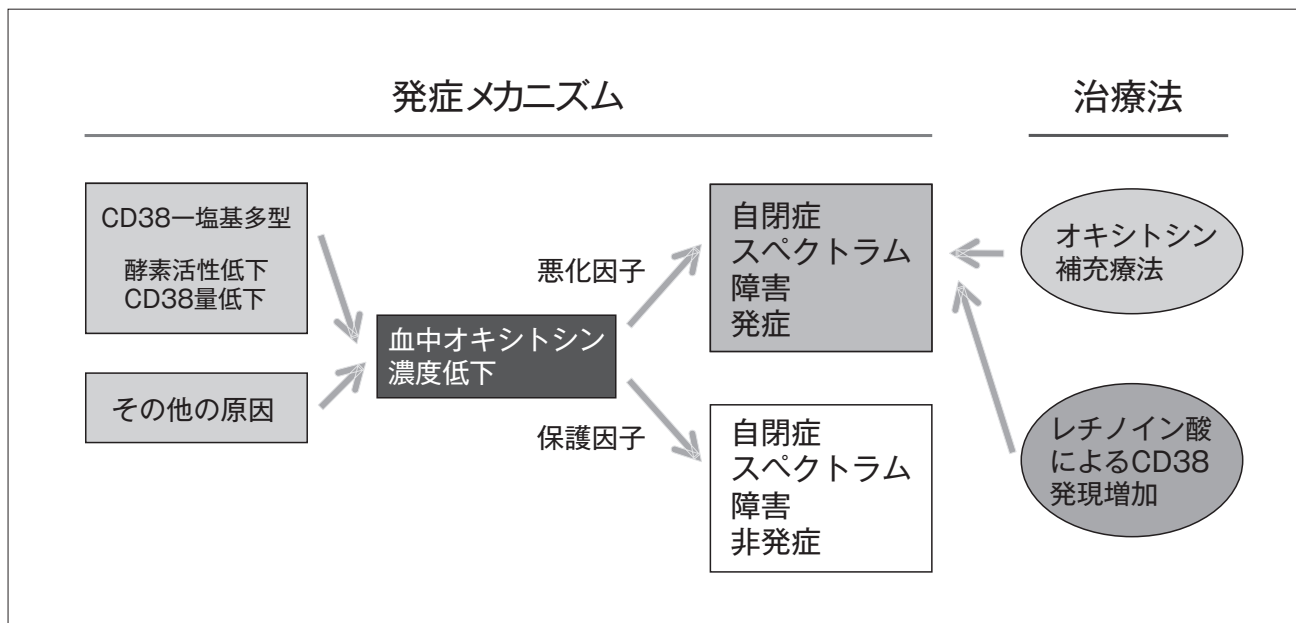 発症メカニズム
治療法
CD38一塩基多型
酵素活性低下
CD38量低下
その他の原因
血中オキシトシン
濃度低下
悪化因子
保護因子
自閉症
スペクトラム
障害
発症
自閉症
スペクトラム
障害
非発症
オキシトシン
補充療法
レチノイン酸
によるCD38
発現増加